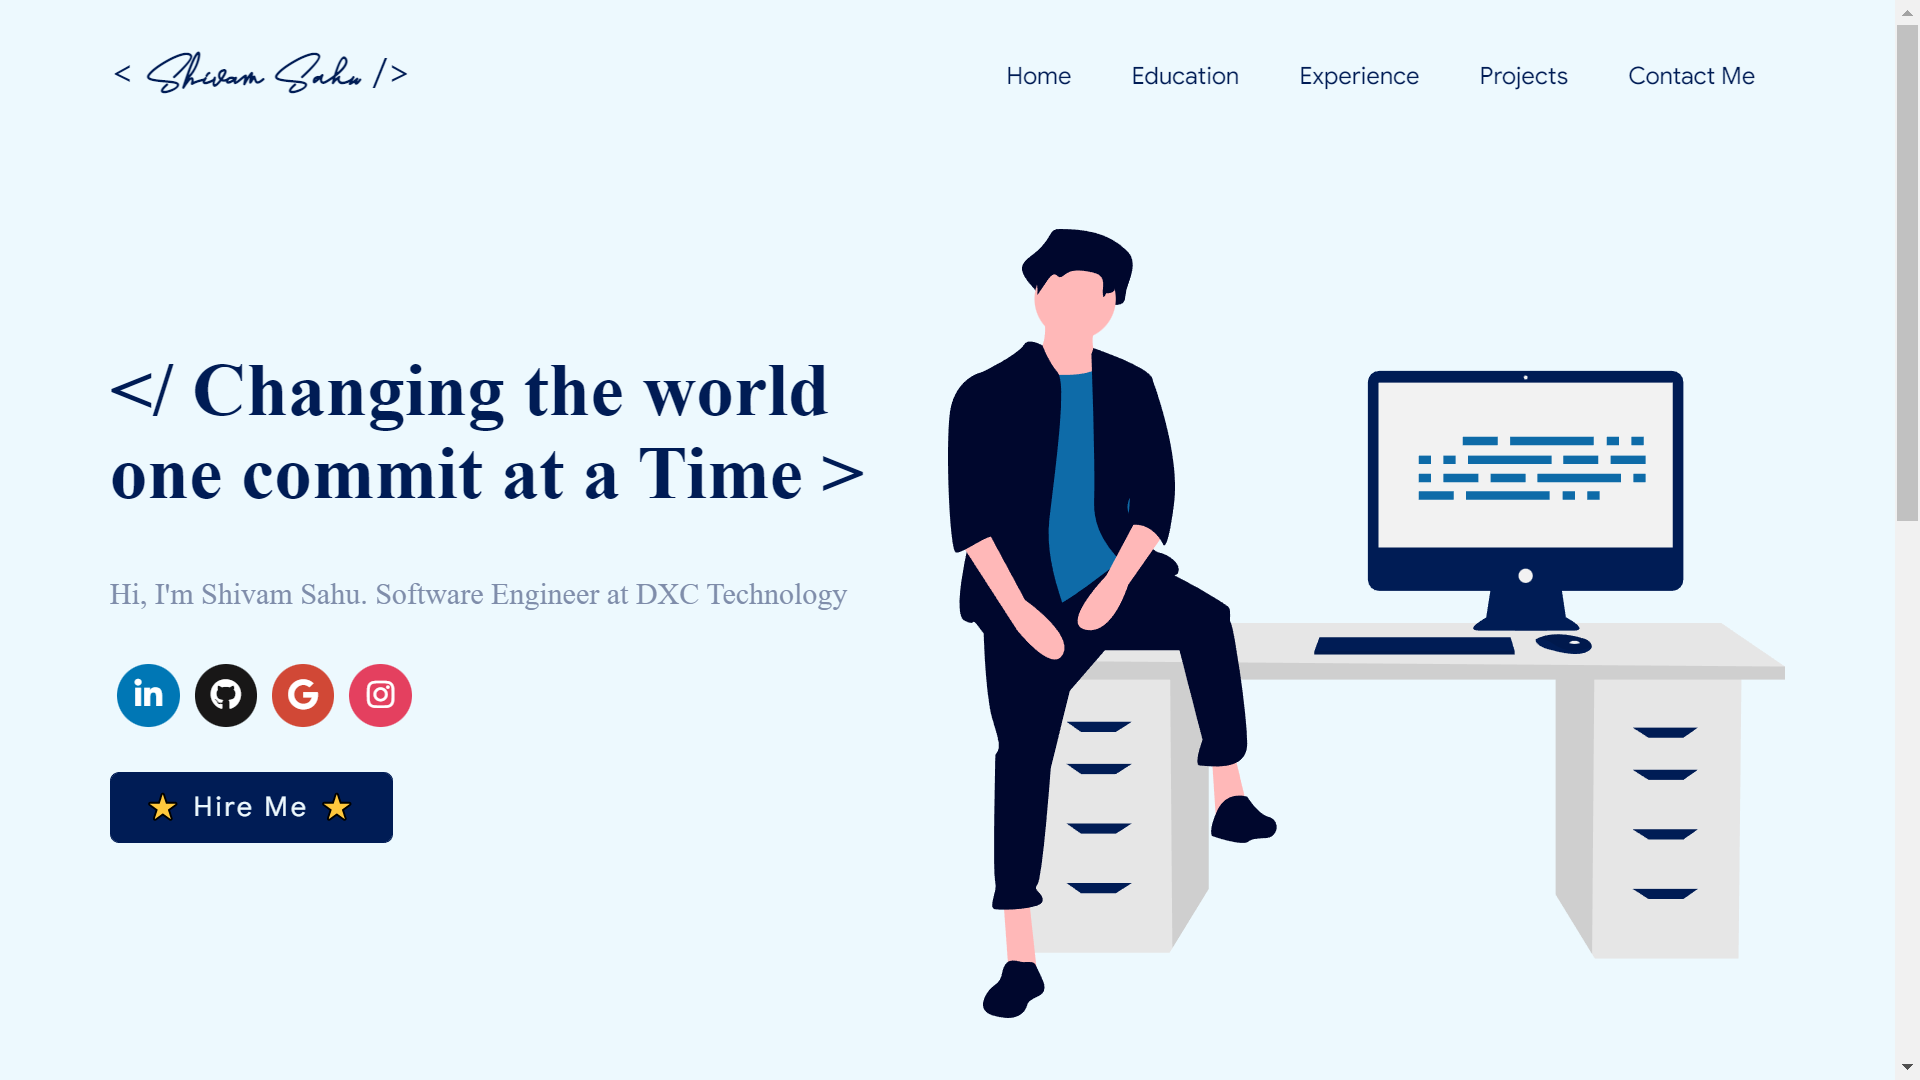 < Shivam Sahu />
Home Education Experience Projects Contact Me
</ Changing the world
one commit at a Time >
Hi, I'm Shivam Sahu. Software Engineer at DXC Technology
in G
⭐ Hire Me ⭐